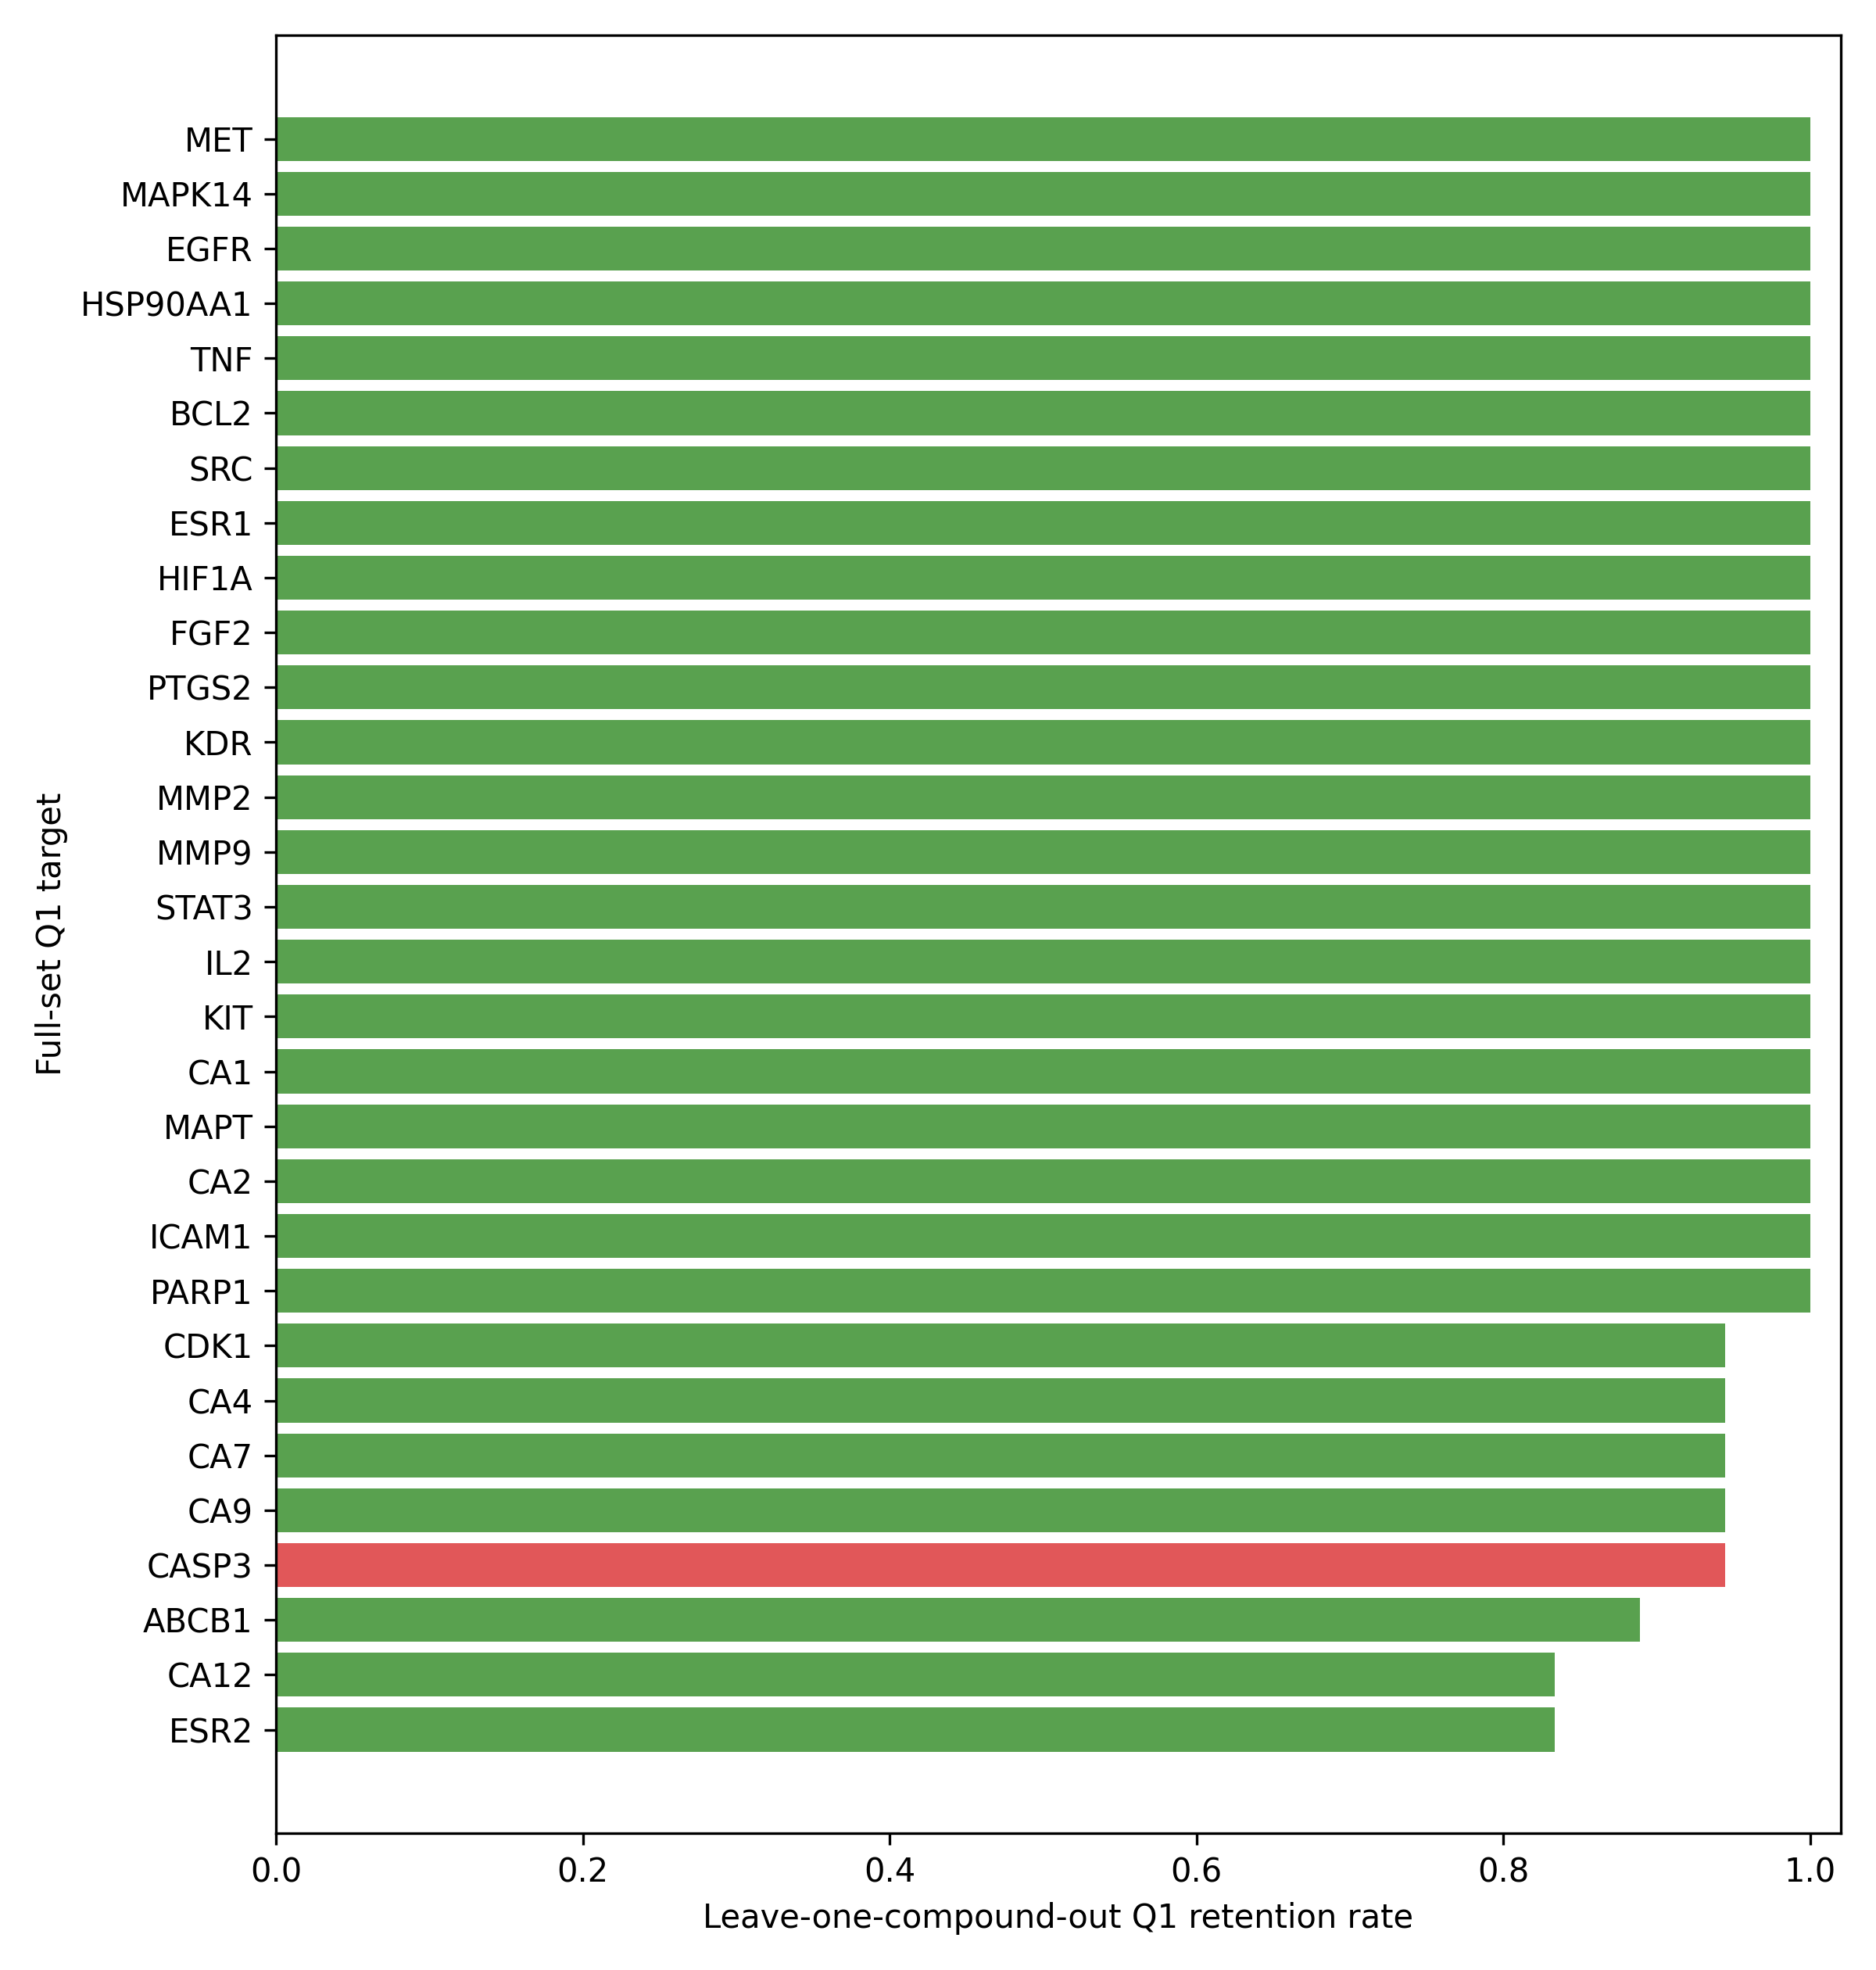 MET
MAPK14
EGFR
HSP90AA1
TNF
BCL2
SRC
ESR1
HIF1A
FGF2
PTGS2
KDR
MMP2
MMP9
STAT3
IL2
KIT
CA1
MAPT
CA2
ICAM1
PARP1
CDK1
CA4
CA7
CA9
CASP3
ABCB1
CA12
ESR2
Full-set Q1 target
0.0 0.2 0.4 0.6 0.8 1.0
Leave-one-compound-out Q1 retention rate